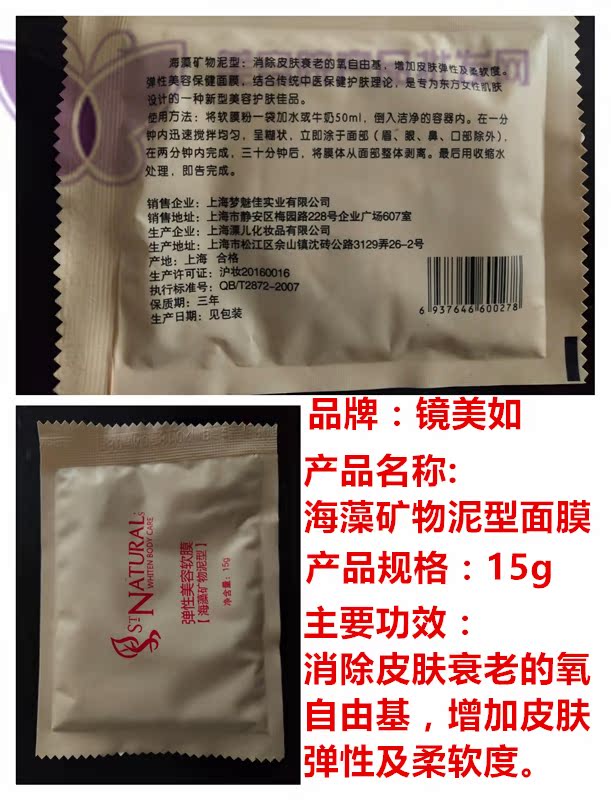 海藻矿物泥型：消除皮肤衰老的氧自由基，增加皮肤弹性及柔软度。
弹性美容保健面膜，结合传统中医保健护肤理论，是专为东方女性肌肤
设计的一种新型美容护肤佳品。
使用方法：将软膜粉一袋加水或牛奶50ml，倒入洁净的容器内。在一分
钟内迅速搅拌均匀，呈糊状，立即涂于面部（眉、眼、鼻、口部除外），
在两分钟内完成，三十分钟后，将膜体从面部整体剥离。最后用收缩水
处理，即告完成。
销售企业：上海梦魅佳实业有限公司
销售地址：上海市静安区梅园路228号企业广场607室
生产企业：上海漂儿化妆品有限公司
生产地址：上海市松江区佘山镇沈砖公路3129弄26-2号
产地：上海 合格
生产许可证：沪妆20160016
执行标准号：QB/T2872-2007
保质期：三年
生产日期：见包装
6 937646 600278
品牌：镜美如
产品名称:
海藻矿物泥型面膜
产品规格：15g
主要功效：
消除皮肤衰老的氧
自由基，增加皮肤
弹性及柔软度。
ST NATURALS
WHITEN BODY CARE
弹性美容软膜
【海藻矿物泥型】
净含量：15g